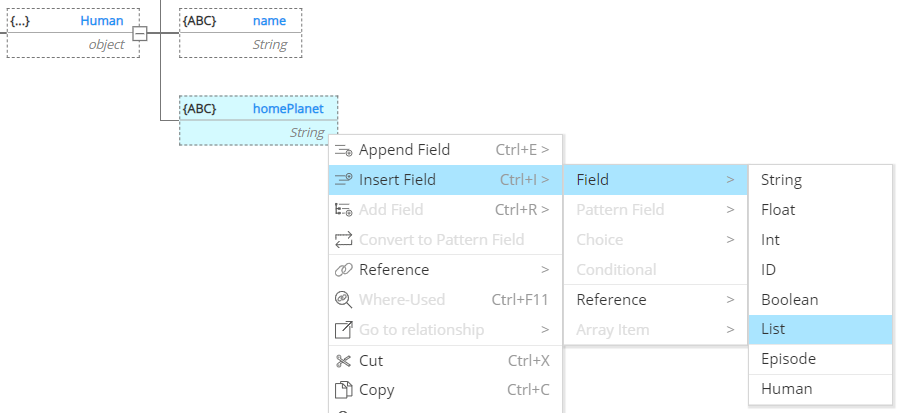 {...} Human
object
{ABC} name
String
{ABC} homePlanet
String
Append Field Ctrl+E >
Insert Field Ctrl+I >
Add Field Ctrl+R >
Convert to Pattern Field
Reference >
Where-Used Ctrl+F11
Go to relationship >
Cut Ctrl+X
Copy Ctrl+C
Field >
Pattern Field >
Choice >
Conditional
Reference >
Array Item >
String
Float
Int
ID
Boolean
List
Episode
Human